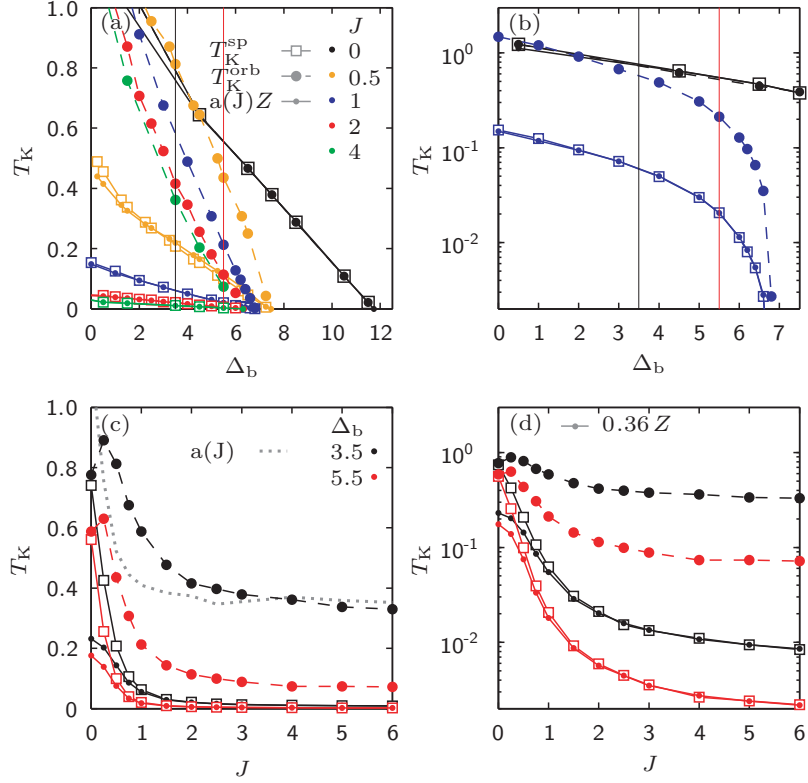 (a)
J
T_K^sp
0
T_K^orb
0.5
a(J)Z
1
2
4
1.0
0.8
0.6
0.4
0.2
0
T_K
0 2 4 6 8 10 12
Δ_b
(b)
10^0
10^-1
10^-2
T_K
0 1 2 3 4 5 6 7
Δ_b
(c)
Δ_b
a(J)
3.5
5.5
1.0
0.8
0.6
0.4
0.2
0
T_K
0 1 2 3 4 5 6
J
(d)
0.36 Z
10^0
10^-1
10^-2
T_K
0 1 2 3 4 5 6
J